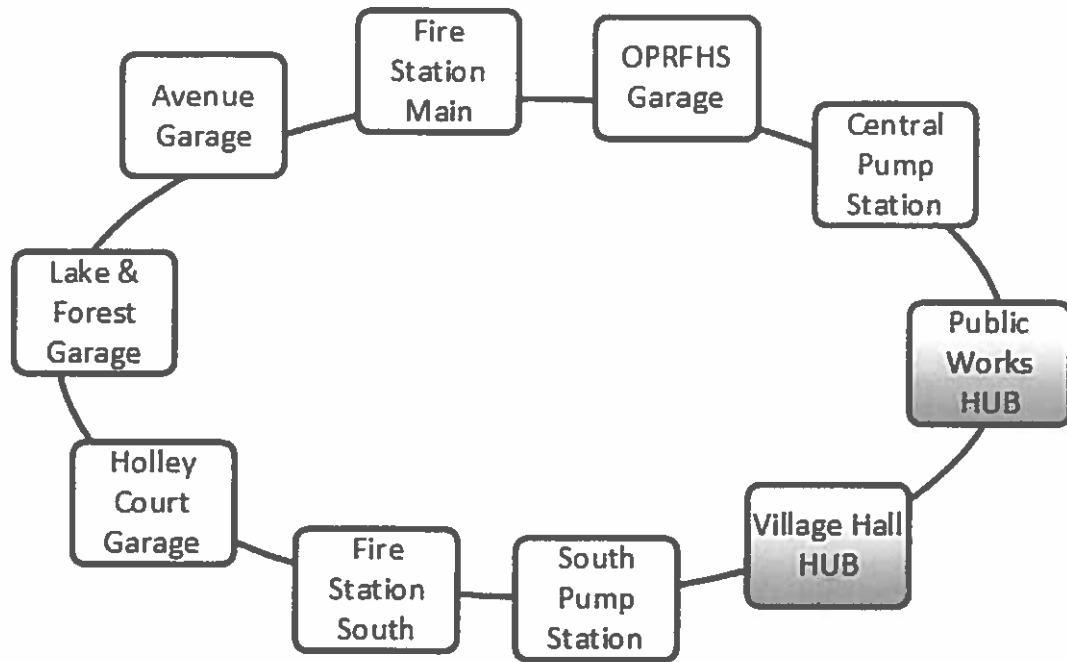 Fire
Station
Main
OPRFHS
Garage
Avenue
Garage
Central
Pump
Station
Lake &
Forest
Garage
Public
Works
HUB
Holley
Court
Garage
Village Hall
HUB
Fire
Station
South
South
Pump
Station